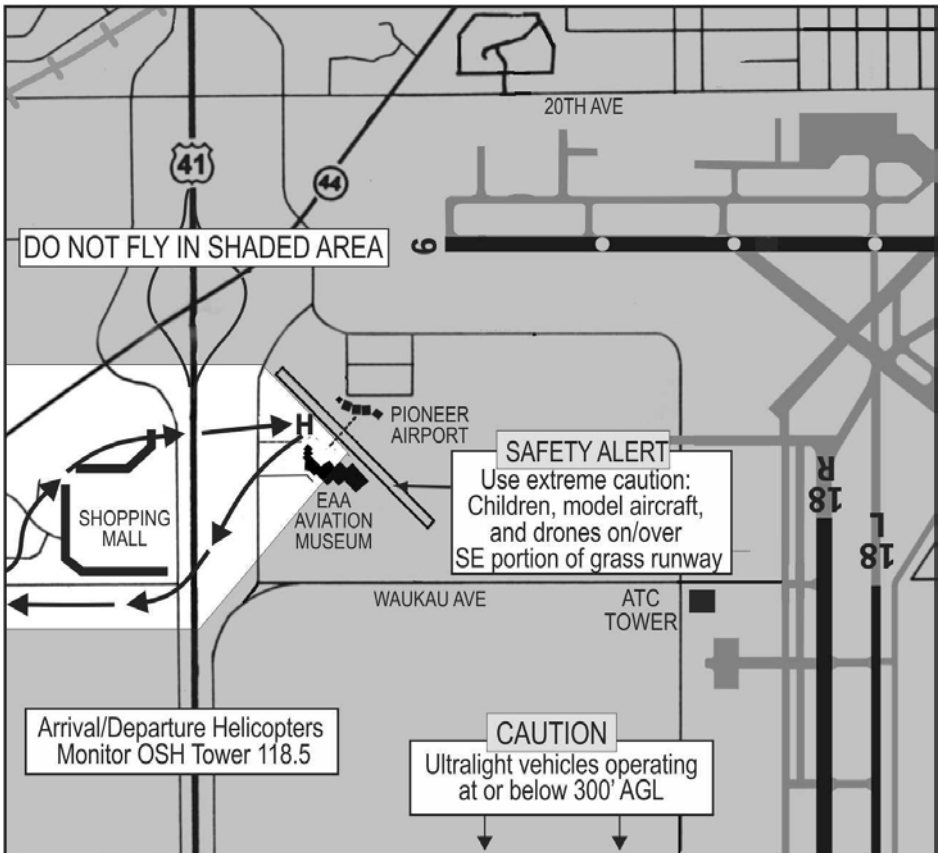 20TH AVE
41
44
DO NOT FLY IN SHADED AREA
9
H
PIONEER
AIRPORT
SAFETY ALERT
Use extreme caution:
Children, model aircraft,
and drones on/over
SE portion of grass runway
18
R
18
L
SHOPPING
MALL
EAA
AVIATION
MUSEUM
WAUKAU AVE
ATC
TOWER
Arrival/Departure Helicopters
Monitor OSH Tower 118.5
CAUTION
Ultralight vehicles operating
at or below 300' AGL